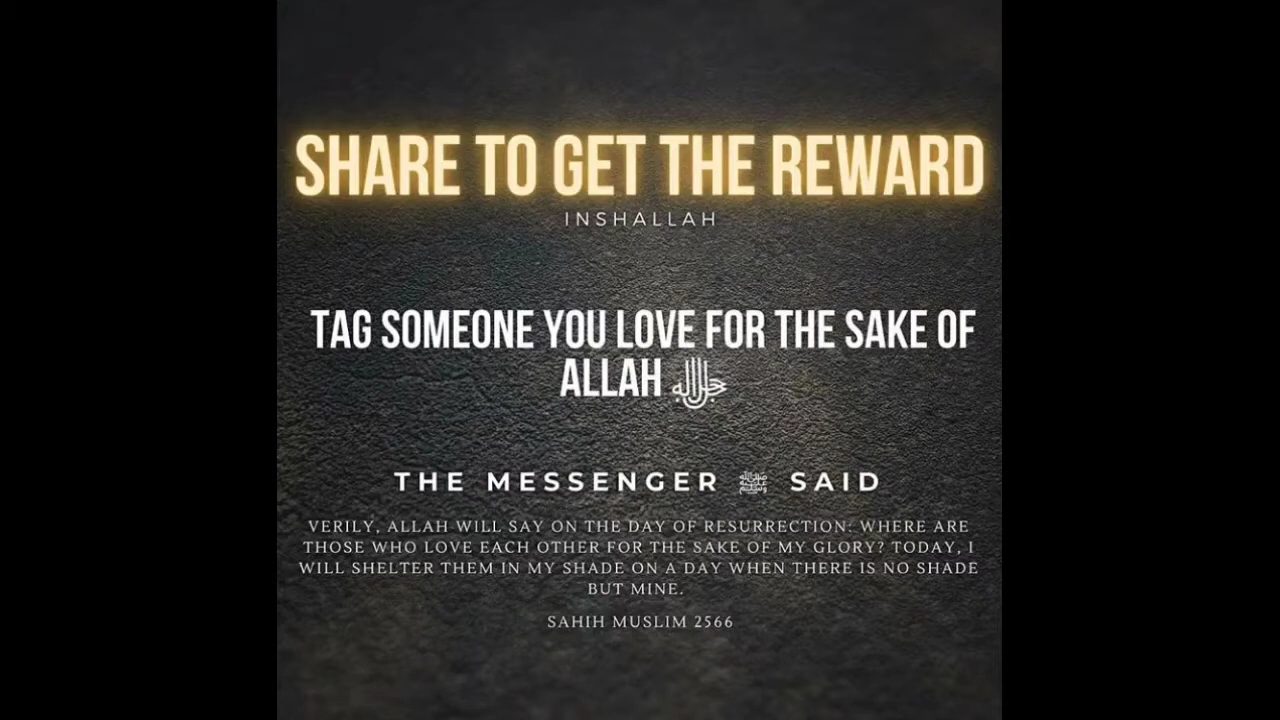 SHARE TO GET THE REWARD
INSHALLAH
TAG SOMEONE YOU LOVE FOR THE SAKE OF
ALLAH ﷻ
THE MESSENGER ﷺ SAID
VERILY, ALLAH WILL SAY ON THE DAY OF RESURRECTION: WHERE ARE
THOSE WHO LOVE EACH OTHER FOR THE SAKE OF MY GLORY? TODAY, I
WILL SHELTER THEM IN MY SHADE ON A DAY WHEN THERE IS NO SHADE
BUT MINE.
SAHIH MUSLIM 2566